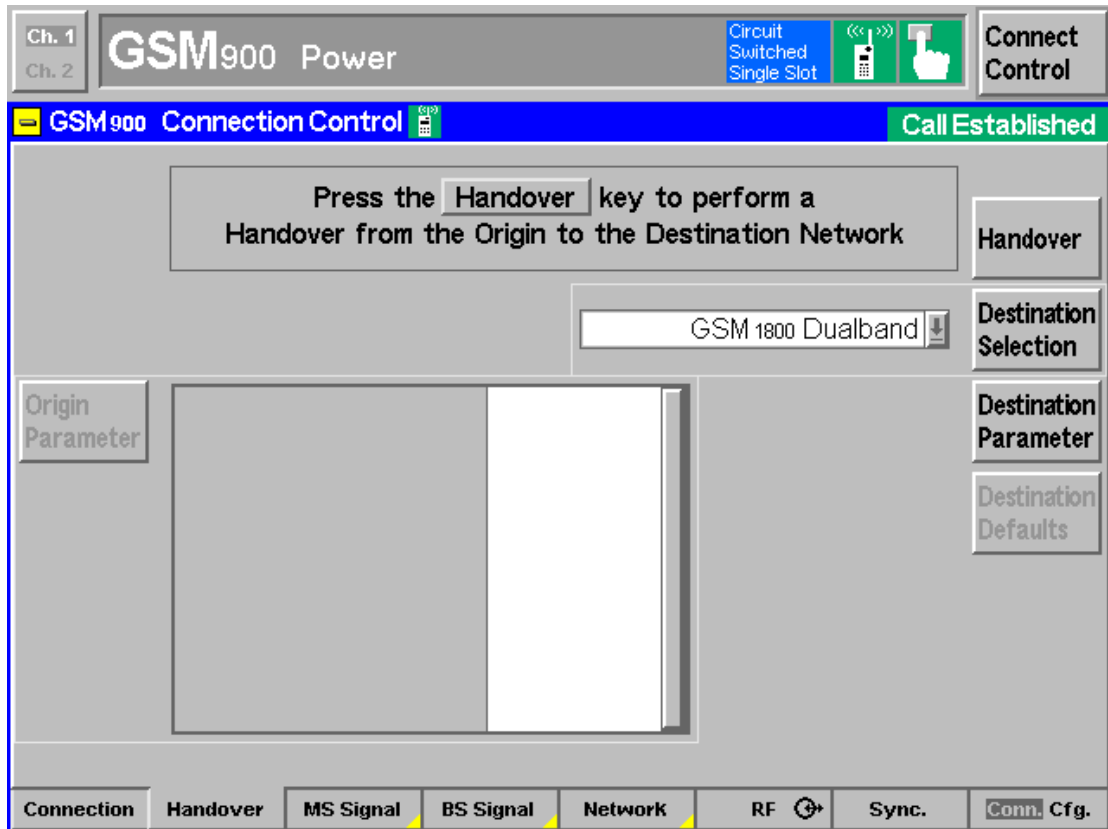 Ch. 1
Ch. 2
GSM900 Power
Circuit
Switched
Single Slot
Connect
Control
GSM 900 Connection Control
Call Established
Press the Handover key to perform a
Handover from the Origin to the Destination Network
Handover
GSM 1800 Dualband
Destination
Selection
Origin
Parameter
Destination
Parameter
Destination
Defaults
Connection
Handover
MS Signal
BS Signal
Network
RF
Sync.
Conn. Cfg.